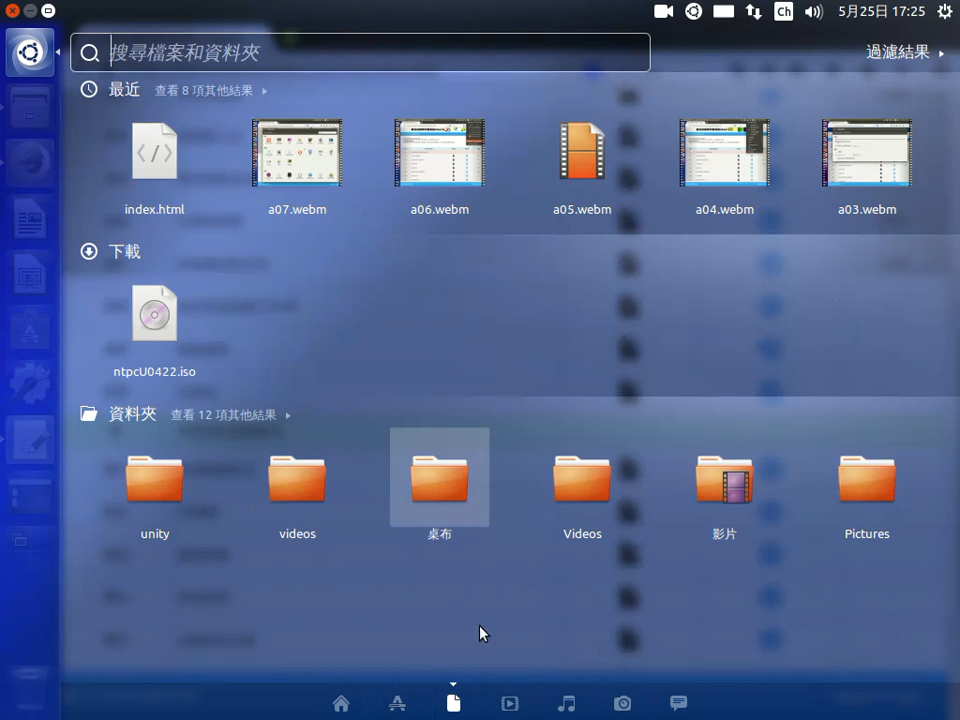 Ch 5月25日 17:25
搜尋檔案和資料夾 過濾結果
最近 查看 8 項其他結果
index.html a07.webm a06.webm a05.webm a04.webm a03.webm
下載
ntpcU0422.iso
資料夾 查看 12 項其他結果
unity videos 桌布 Videos 影片 Pictures